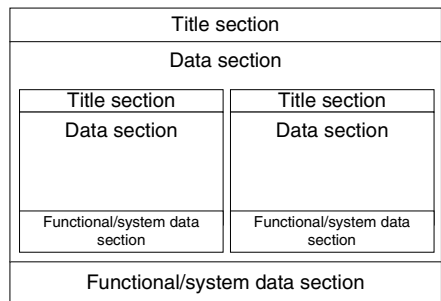 Title section
Data section
Title section
Data section
Functional/system data
section
Title section
Data section
Functional/system data
section
Functional/system data section